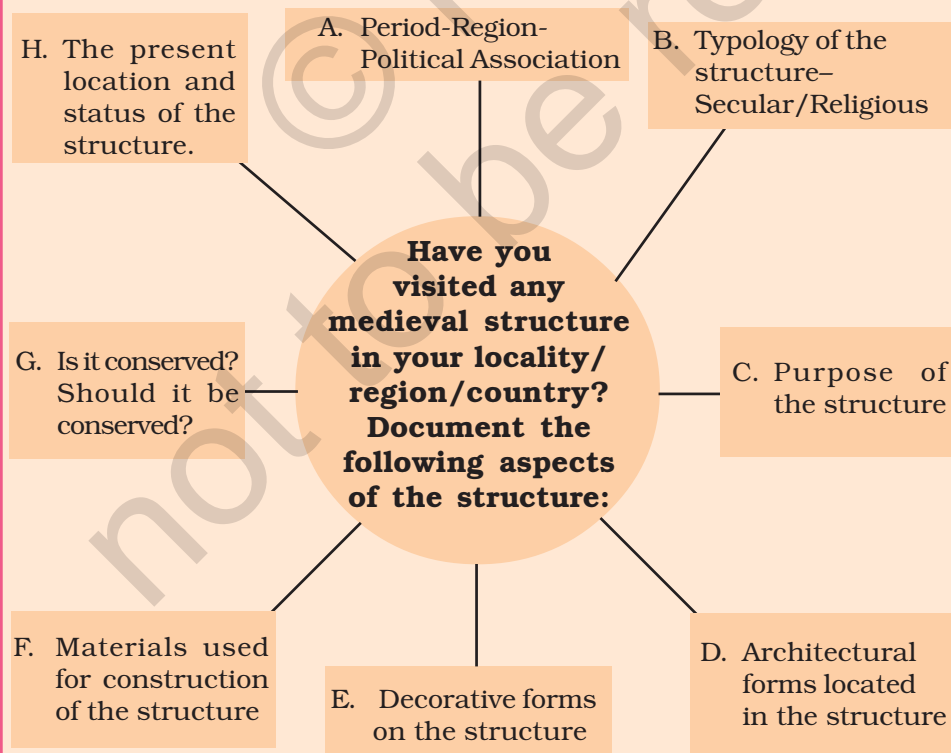 H. The present
location and
status of the
structure.
A. Period-Region-
Political Association
B. Typology of the
structure–
Secular/Religious
Have you
visited any
medieval structure
in your locality/
region/country?
Document the
following aspects
of the structure:
G. Is it conserved?
Should it be
conserved?
C. Purpose of
the structure
F. Materials used
for construction
of the structure
E. Decorative forms
on the structure
D. Architectural
forms located
in the structure
©
not to be r